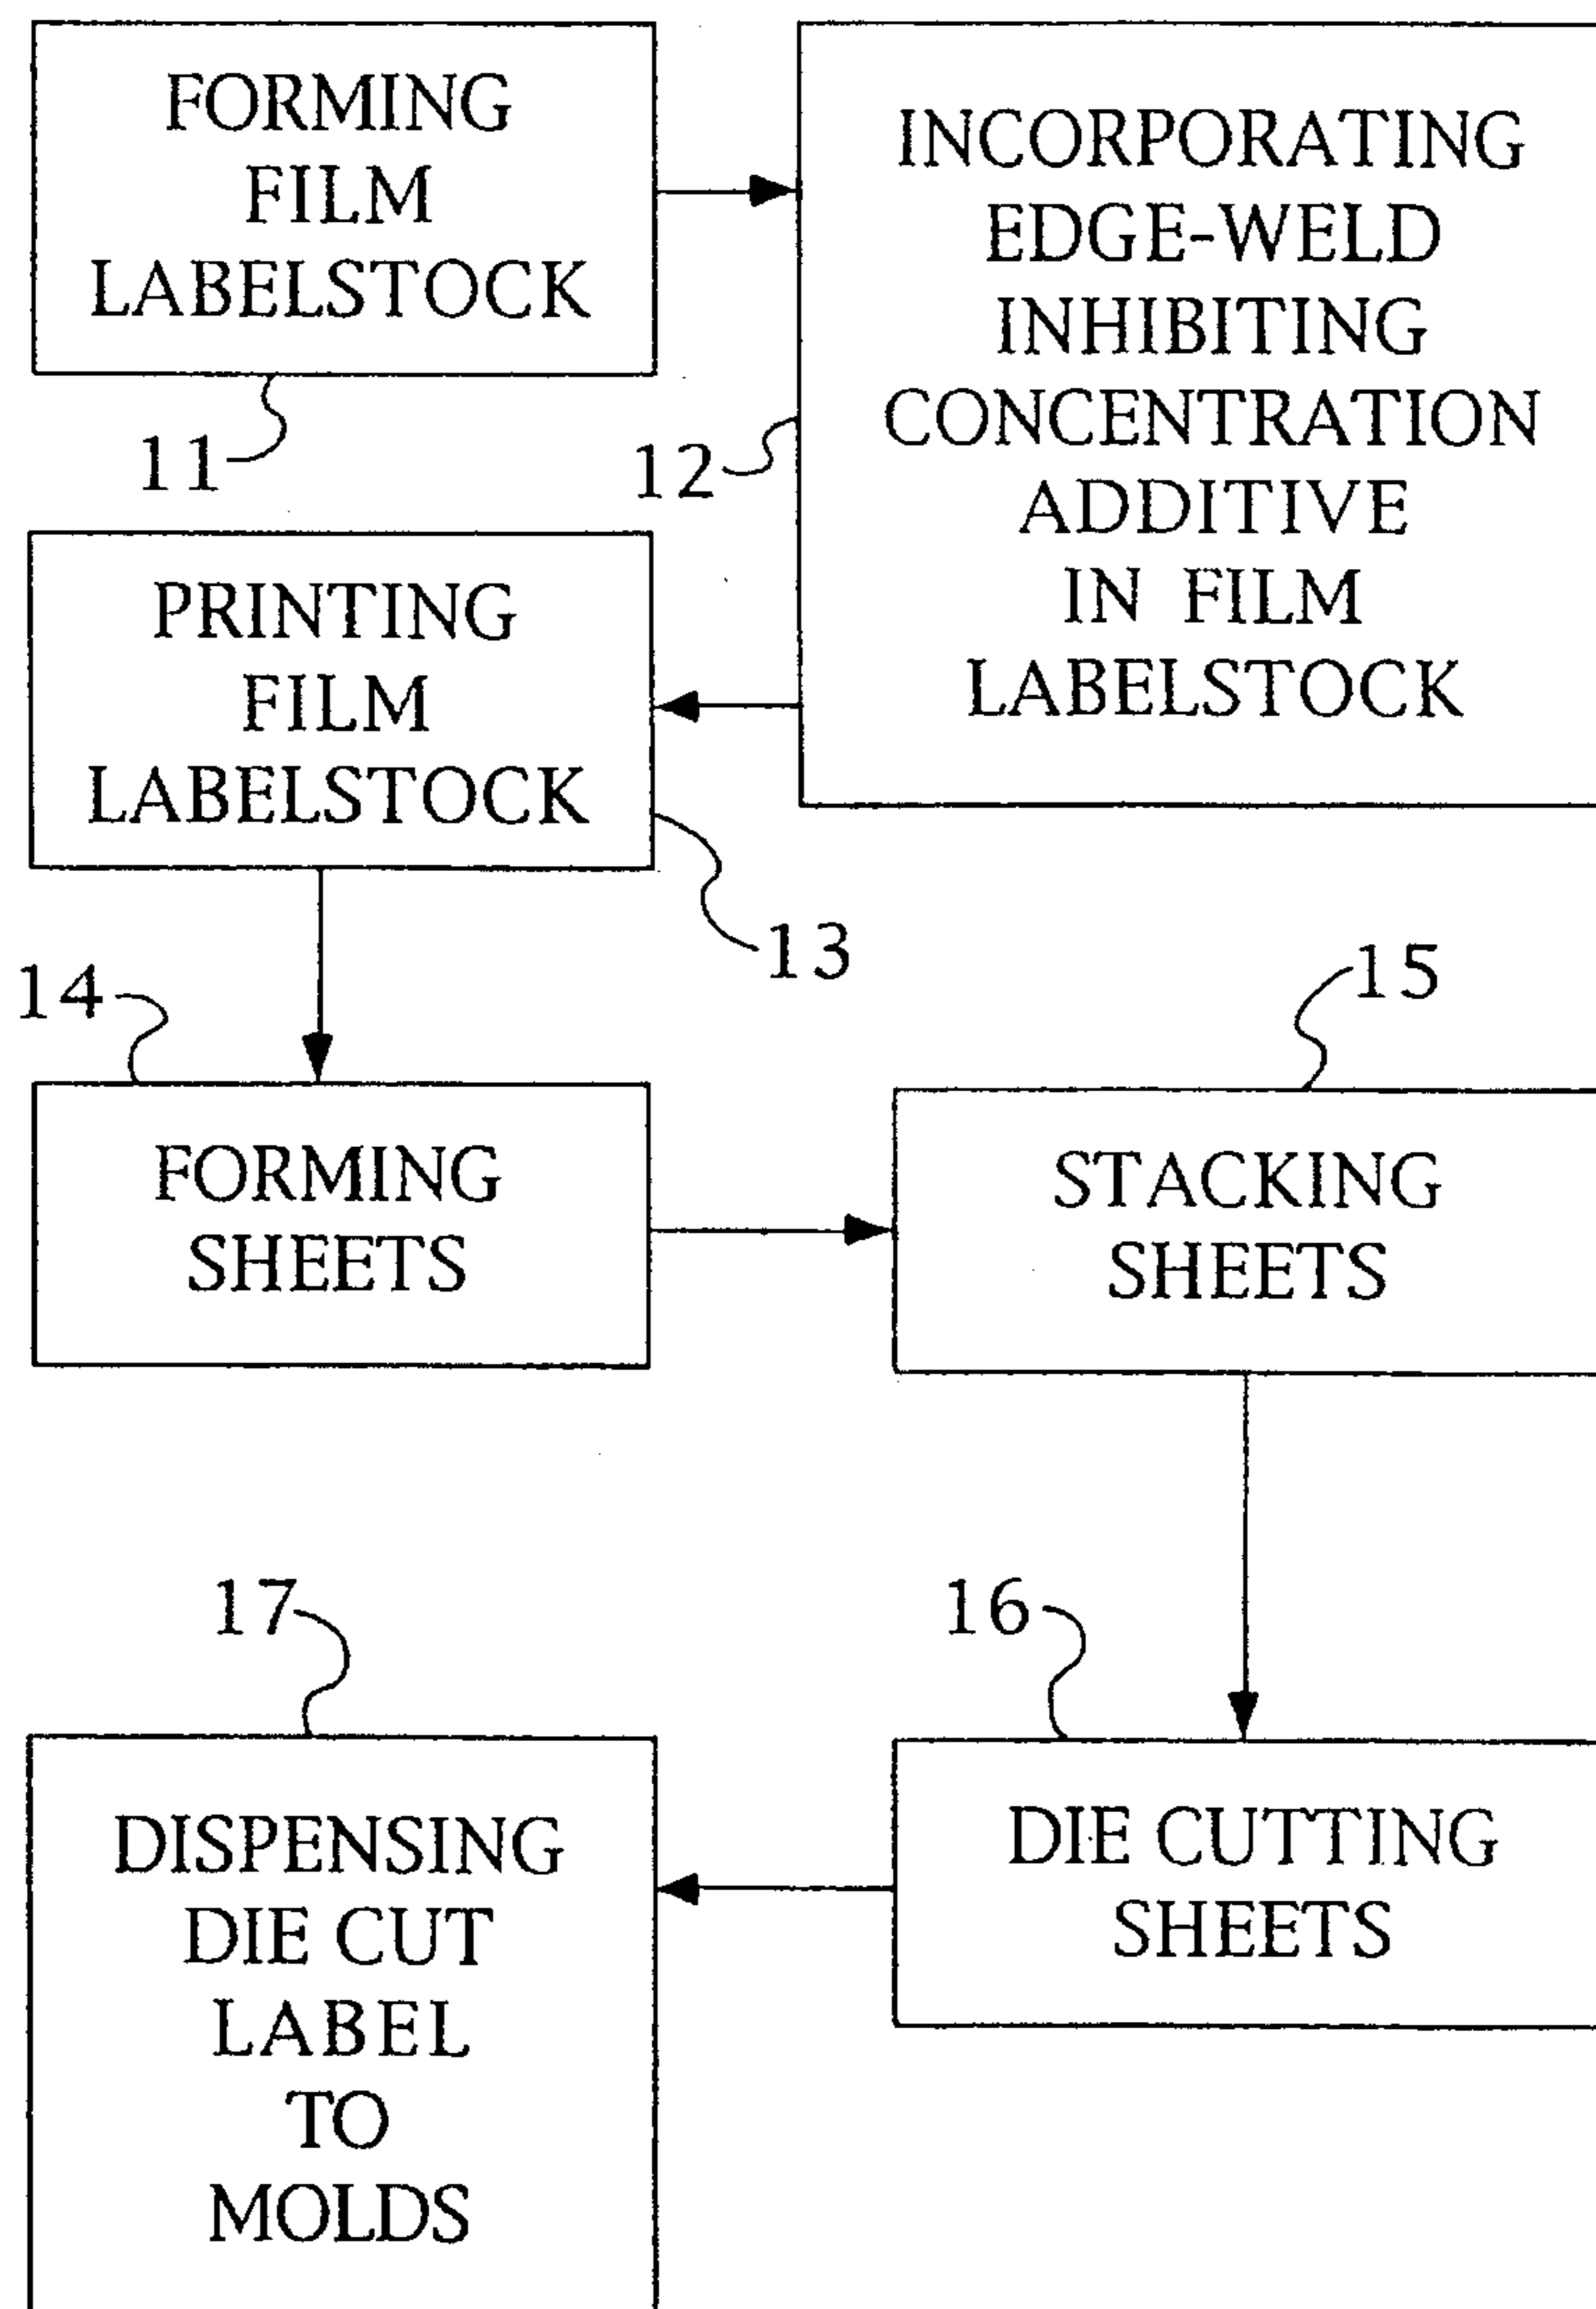 FORMING
FILM
LABELSTOCK
11
INCORPORATING
EDGE-WELD
INHIBITING
CONCENTRATION
ADDITIVE
IN FILM
LABELSTOCK
12
PRINTING
FILM
LABELSTOCK
13
14
FORMING
SHEETS
15
STACKING
SHEETS
16
DIE CUTTING
SHEETS
17
DISPENSING
DIE CUT
LABEL
TO
MOLDS